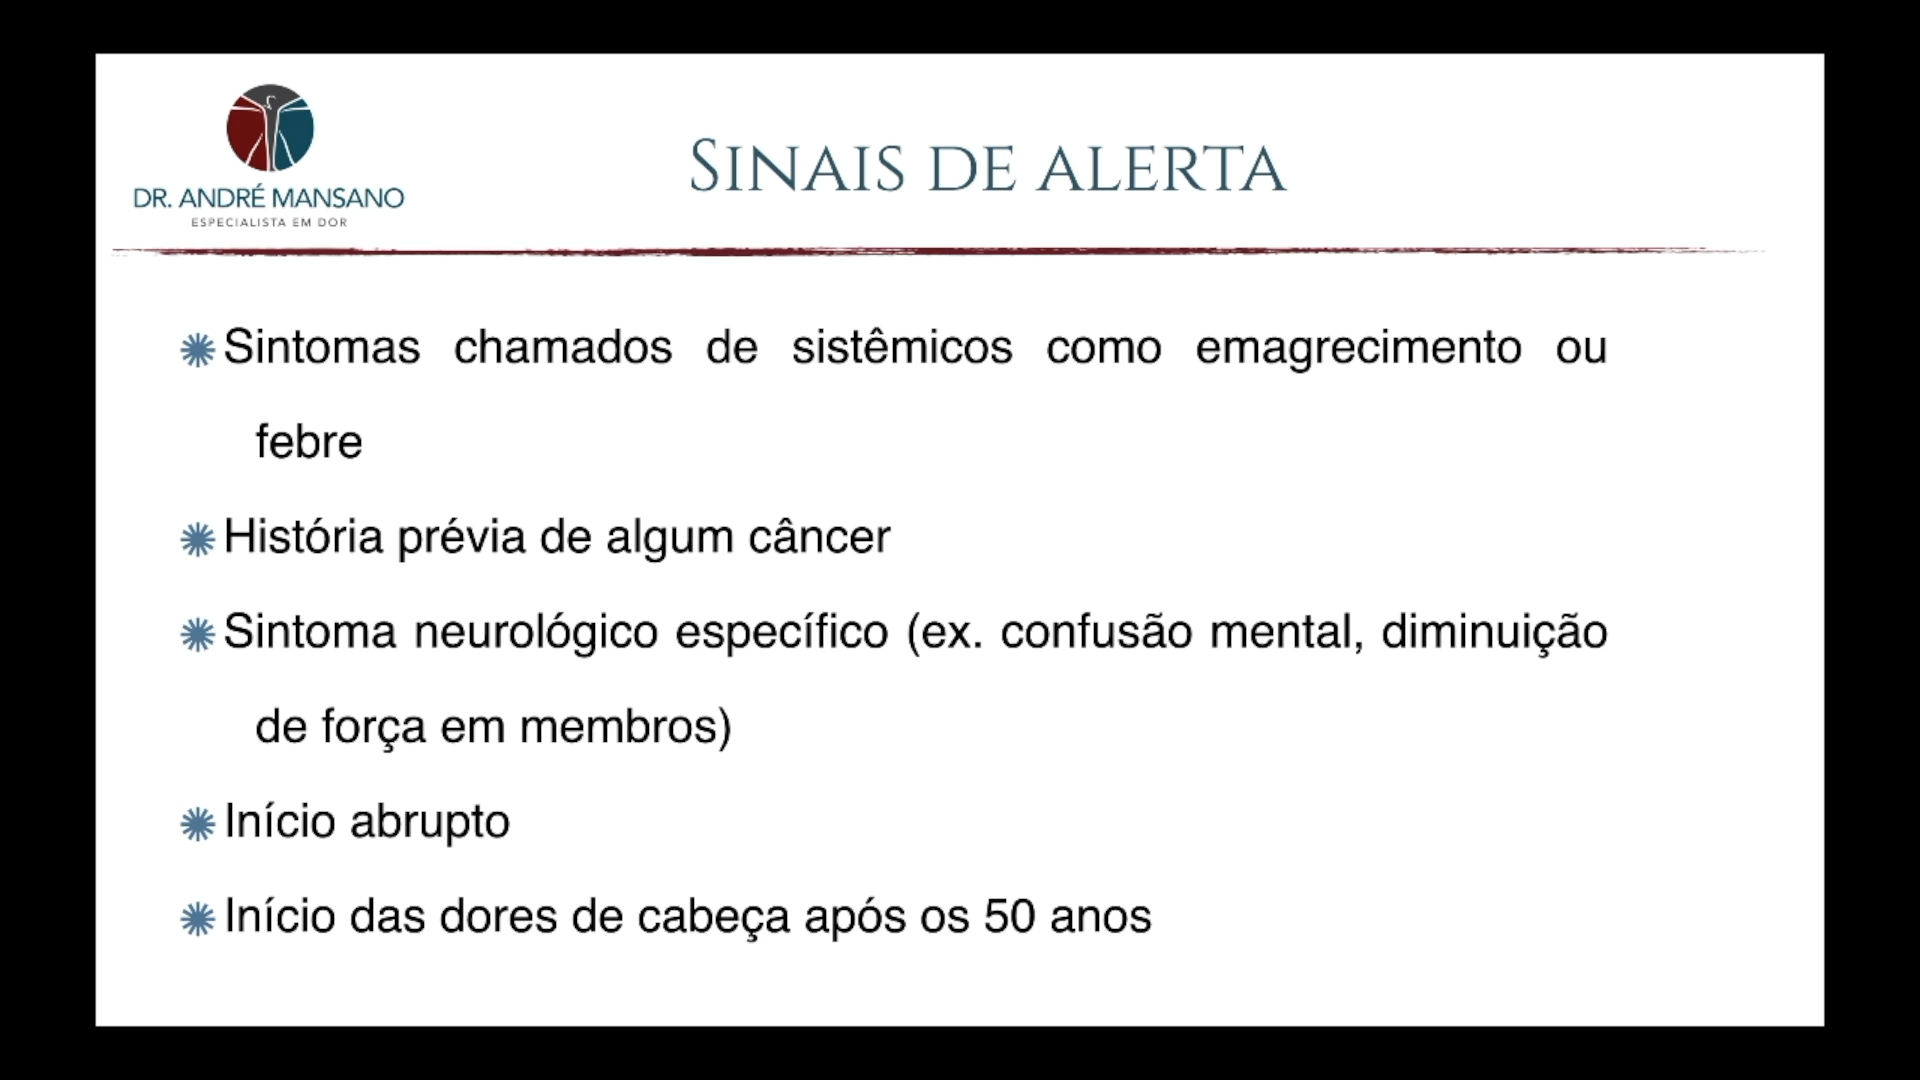 DR. ANDRÉ MANSANO
ESPECIALISTA EM DOR
SINAIS DE ALERTA
Sintomas chamados de sistêmicos como emagrecimento ou
febre
História prévia de algum câncer
Sintoma neurológico específico (ex. confusão mental, diminuição
de força em membros)
Início abrupto
Início das dores de cabeça após os 50 anos